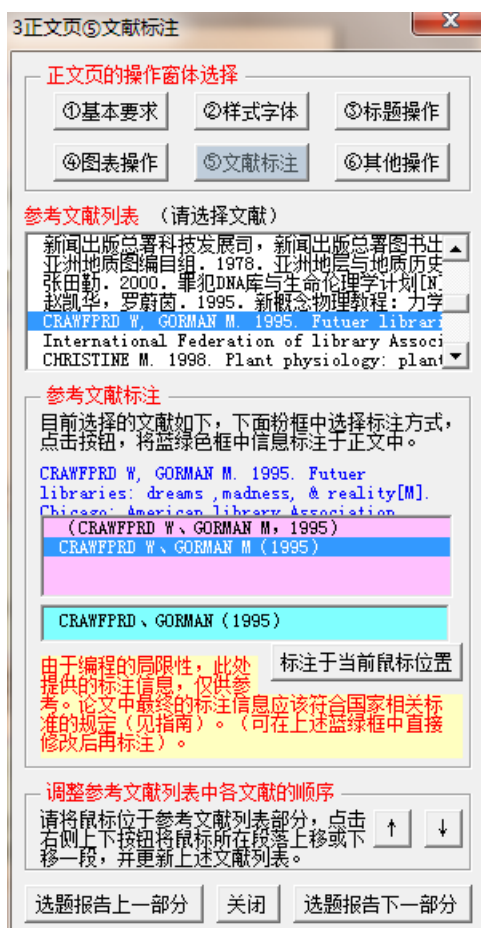 3正文页⑤文献标注
x
正文页的操作窗体选择
①基本要求 ②样式字体 ③标题操作
④图表操作 ⑤文献标注 ⑥其他操作
参考文献列表 (请选择文献)
新闻出版总署科技发展司，新闻出版总署图书出
亚洲地质图编目组. 1978. 亚洲地层与地质历史
张田勤. 2000. 罪犯DNA库与生命伦理学计划[N]
赵凯华，罗蔚茵. 1995. 新概念物理教程：力学
CRAWFPRD W, GORMAN M. 1995. Futuer librari
International Federation of library Associ
CHRISTINE M. 1998. Plant physiology: plant
参考文献标注
目前选择的文献如下，下面粉框中选择标注方式，
点击按钮，将蓝绿色框中信息标注于正文中。
CRAWFPRD W, GORMAN M. 1995. Futuer
libraries: dreams ,madness, & reality[M].
Chicago: American library Association
（CRAWFPRD W、GORMAN M，1995）
CRAWFPRD W、GORMAN M（1995）
CRAWFPRD、GORMAN（1995）
标注于当前鼠标位置
由于编程的局限性，此处
提供的标注信息，仅供参
考。论文中最终的标注信息应该符合国家相关标
准的规定（见指南）。（可在上述蓝绿框中直接
修改后再标注）。
调整参考文献列表中各文献的顺序
请将鼠标位于参考文献列表部分，点击
右侧上下按钮将鼠标所在段落上移或下
移一段，并更新上述文献列表。
↑ ↓
选题报告上一部分 关闭 选题报告下一部分